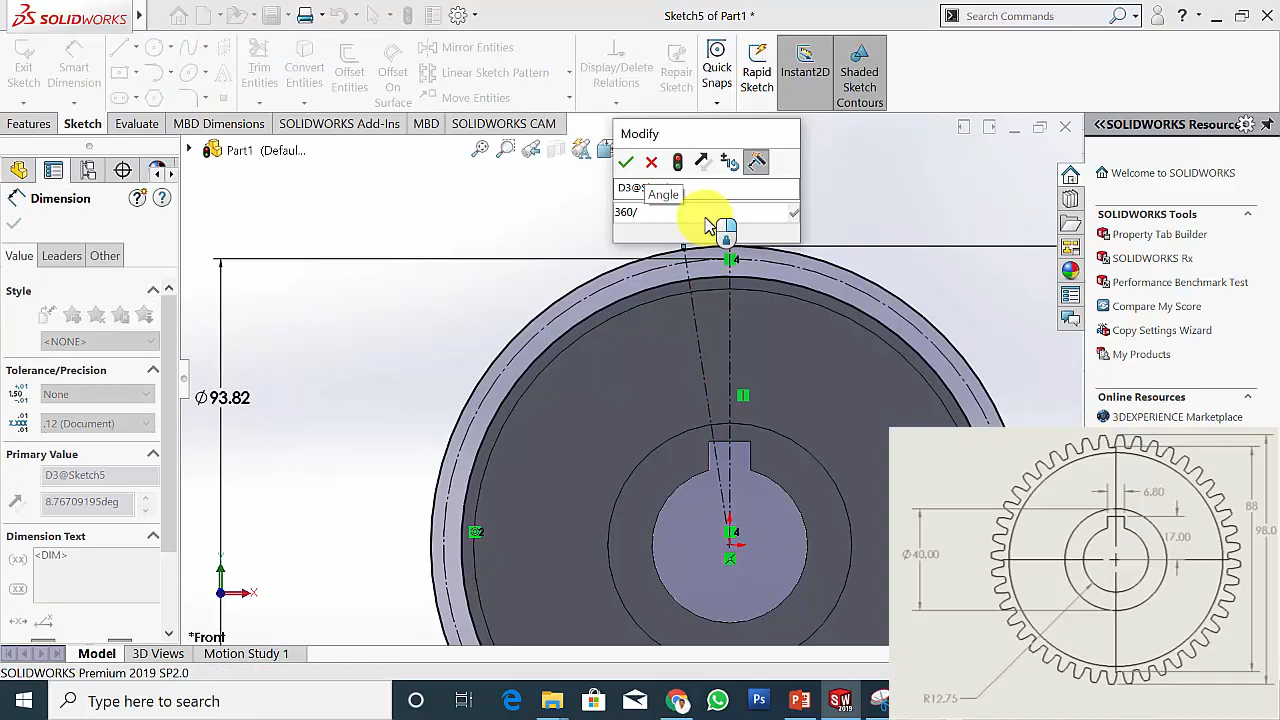 SOLIDWORKS
Sketch5 of Part1 *
Search Commands
Exit Sketch
Smart Dimension
Trim Entities
Convert Entities
Offset Entities
Offset On Surface
Mirror Entities
Linear Sketch Pattern
Move Entities
Display/Delete Relations
Repair Sketch
Quick Snaps
Rapid Sketch
Instant2D
Shaded Sketch Contours
Features
Sketch
Evaluate
MBD Dimensions
SOLIDWORKS Add-Ins
MBD
SOLIDWORKS CAM
Part1 (Defaul...
Modify
Angle
360/
Dimension
Value
Leaders
Other
Style
<NONE>
Tolerance/Precision
None
.12 (Document)
Primary Value
D3@Sketch5
8.76709195deg
Dimension Text
<DIM>
Ø93.82
4
2
4
Y
X
*Front
SOLIDWORKS Resource
Welcome to SOLIDWORKS
SOLIDWORKS Tools
Property Tab Builder
SOLIDWORKS Rx
Performance Benchmark Test
Compare My Score
Copy Settings Wizard
My Products
Online Resources
3DEXPERIENCE Marketplace
6.80
Ø40.00
17.00
88
98.0
R12.75
Model
3D Views
Motion Study 1
SOLIDWORKS Premium 2019 SP2.0
Type here to search